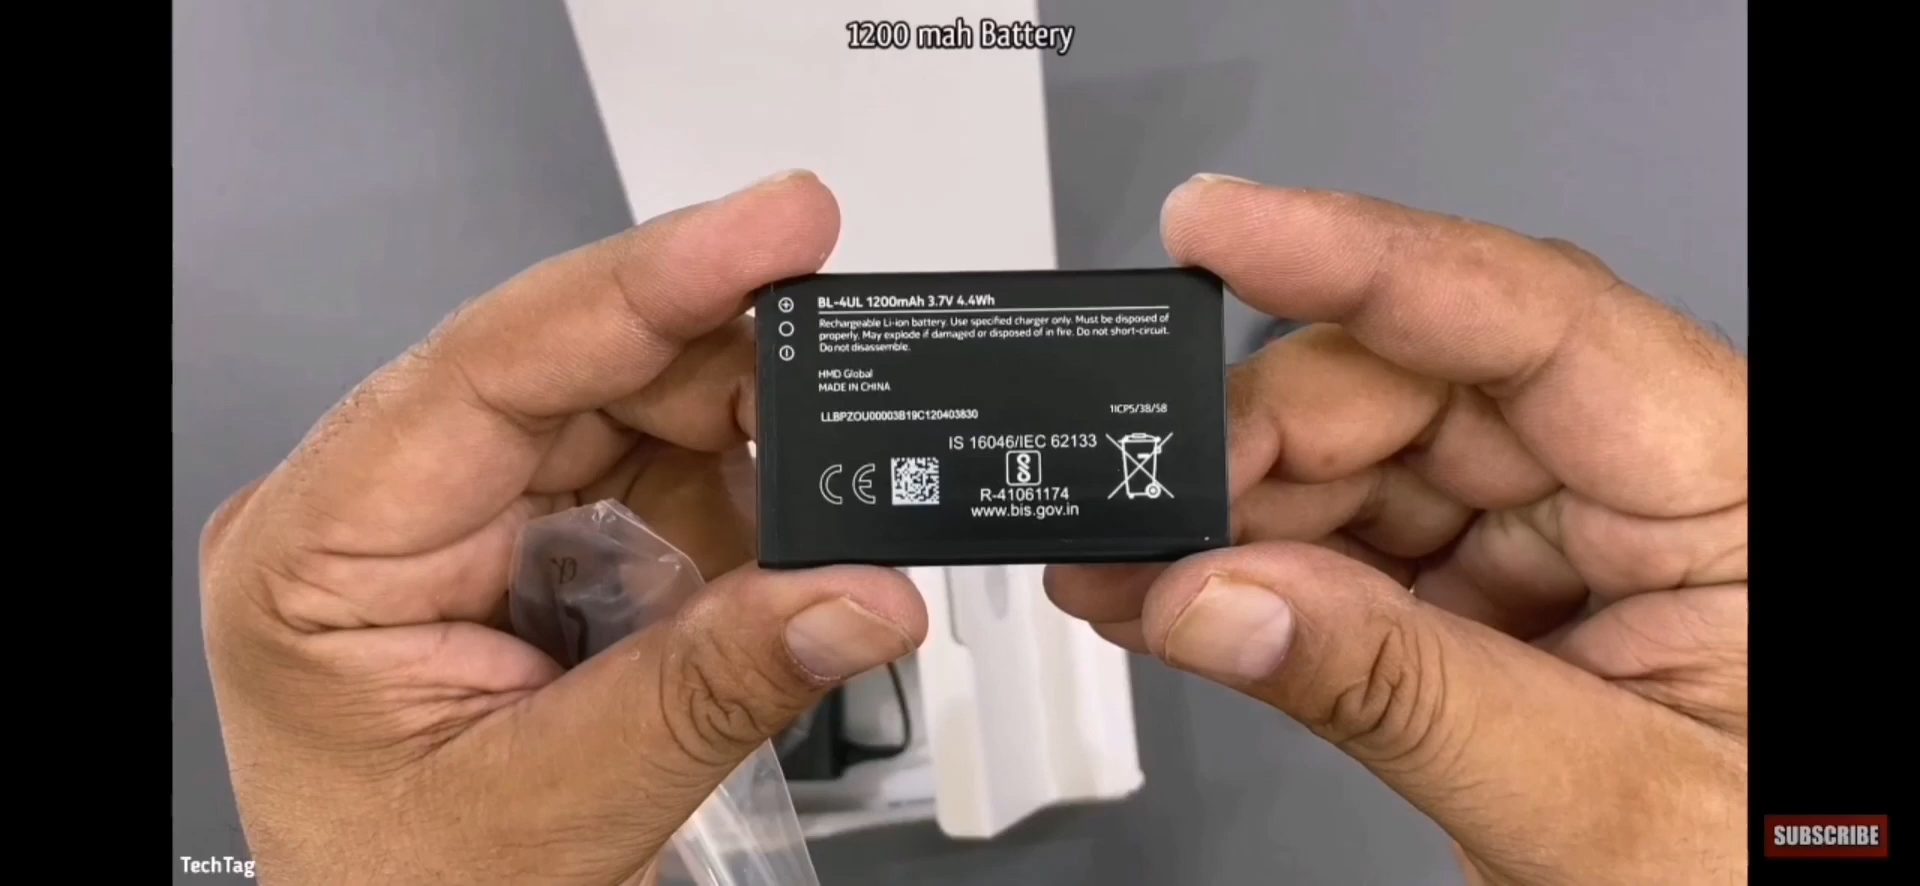 1200 mah Battery
BL-4UL 1200mAh 3.7V 4.4Wh
Rechargeable Li-ion battery. Use specified charger only. Must be disposed of
properly. May explode if damaged or disposed of in fire. Do not short-circuit.
Do not disassemble.
HMD Global
MADE IN CHINA
LLBPZOU00003B19C120403830
1ICP5/38/58
IS 16046/IEC 62133
CE
R-41061174
www.bis.gov.in
TechTag
SUBSCRIBE